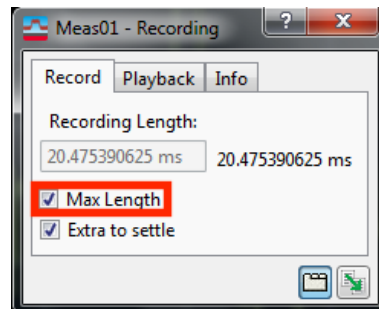 Meas01 - Recording ? X
Record Playback Info
Recording Length:
20.475390625 ms 20.475390625 ms
Max Length
Extra to settle